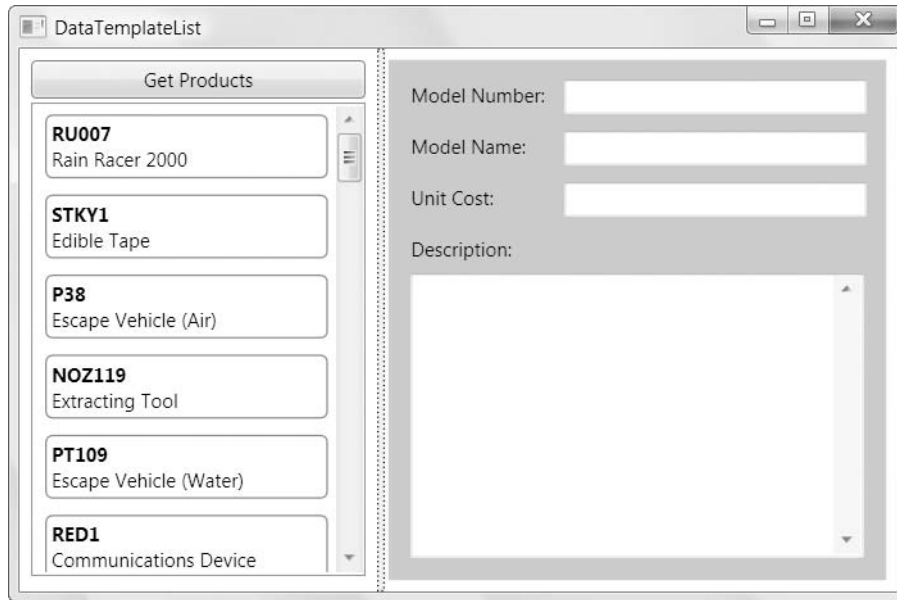 DataTemplateList
Get Products
RU007
Rain Racer 2000
STKY1
Edible Tape
P38
Escape Vehicle (Air)
NOZ119
Extracting Tool
PT109
Escape Vehicle (Water)
RED1
Communications Device
Model Number:
Model Name:
Unit Cost:
Description: